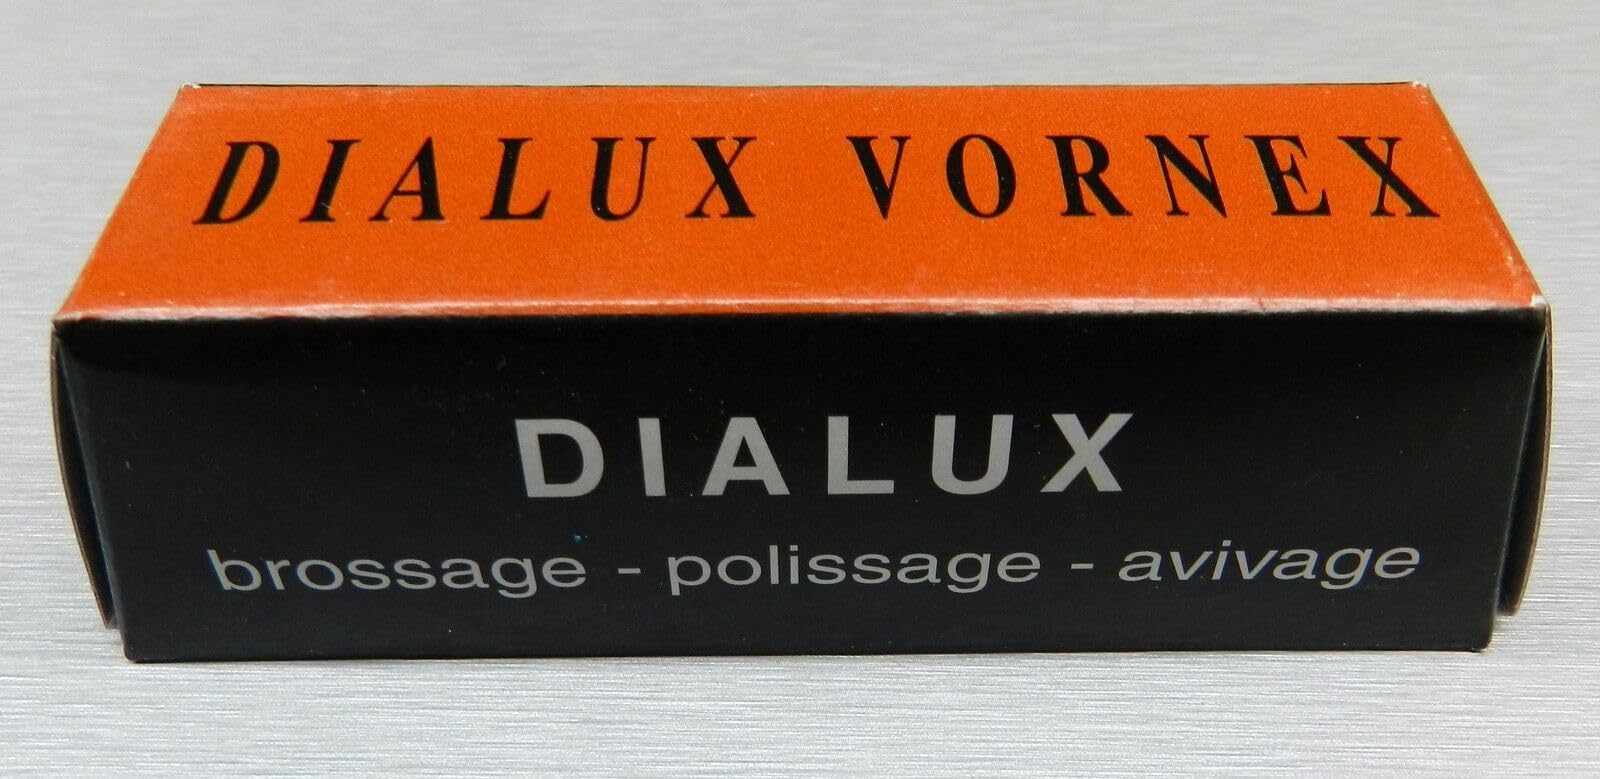 DIALUX VORNEX
DIALUX
brossage - polissage - avivage